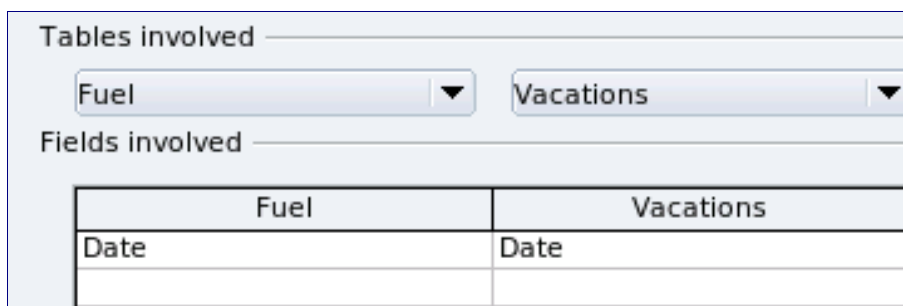 Tables involved
Fuel Vacations
Fields involved
Fuel Vacations
Date Date